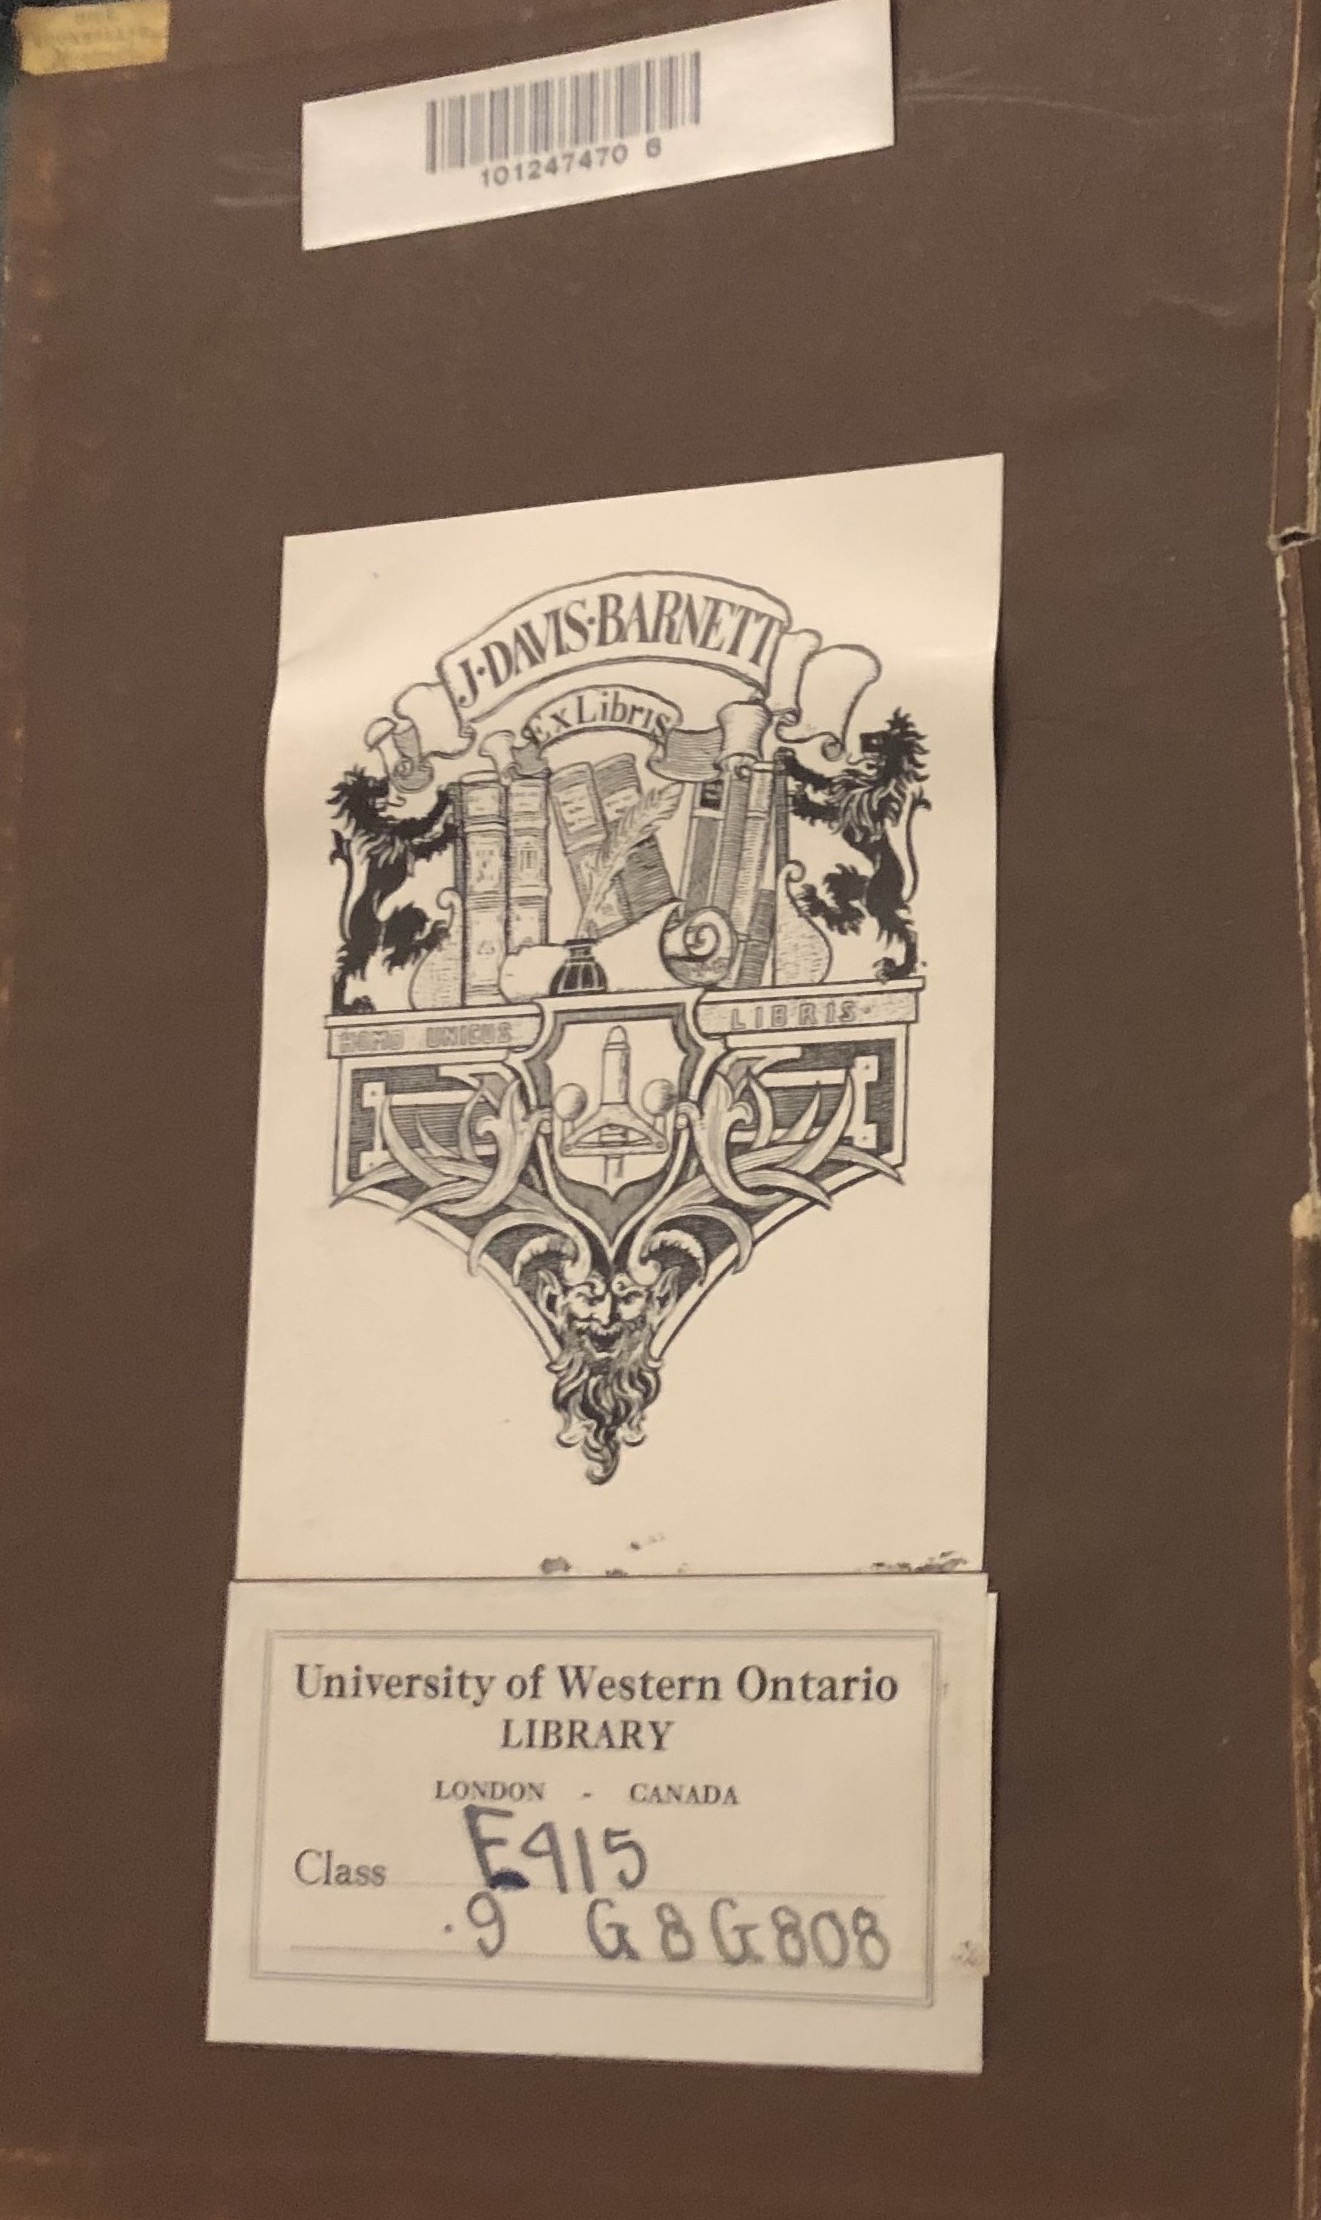 101247470 6
J·DAVIS·BARNETT
Ex Libris
HOMO UNICUS LIBRIS·
University of Western Ontario
LIBRARY
LONDON - CANADA
Class E415
.9 G8G808